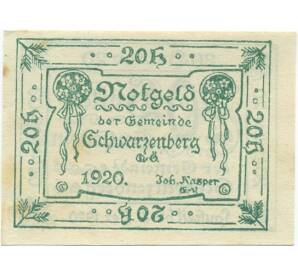 20 h
Notgeld
der Gemeinde
20 h
Schwarzenberg
20 h
O.Ö.
1920. Joh. Kasper
20 h